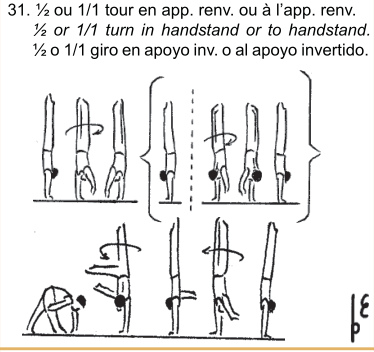 31. ½ ou 1/1 tour en app. renv. ou à l'app. renv.
½ or 1/1 turn in handstand or to handstand.
½ o 1/1 giro en apoyo inv. o al apoyo invertido.